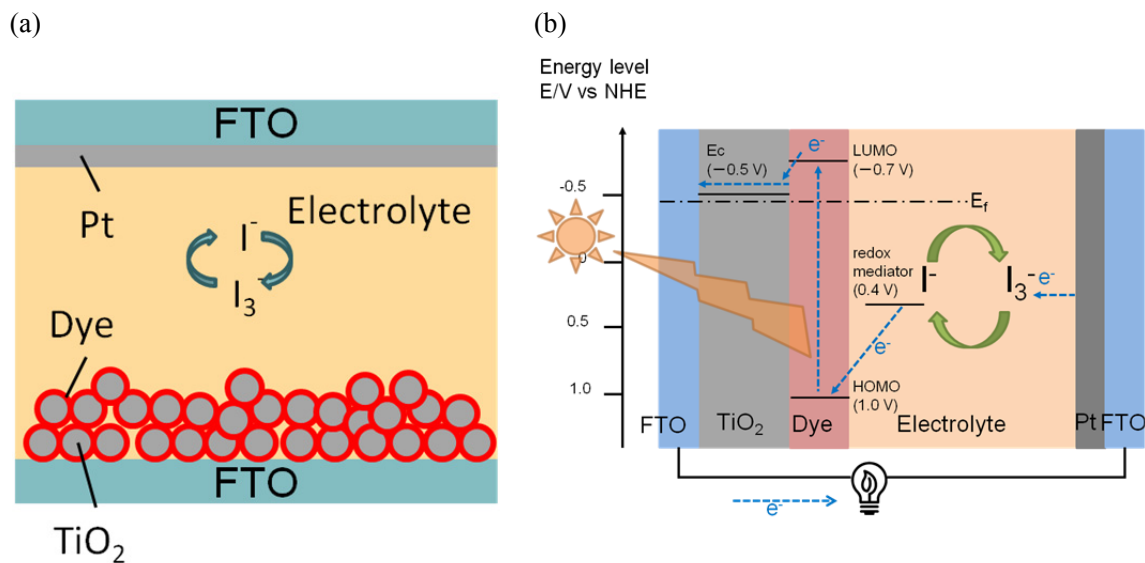 (a)
FTO
Pt
Electrolyte
I-
I3-
Dye
FTO
TiO2
(b)
Energy level
E/V vs NHE
-0.5
0
0.5
1.0
Ec
(−0.5 V)
e-
LUMO
(−0.7 V)
Ef
redox
mediator
(0.4 V)
I-
I3-
e-
e-
HOMO
(1.0 V)
FTO
TiO2
Dye
Electrolyte
Pt
FTO
e-